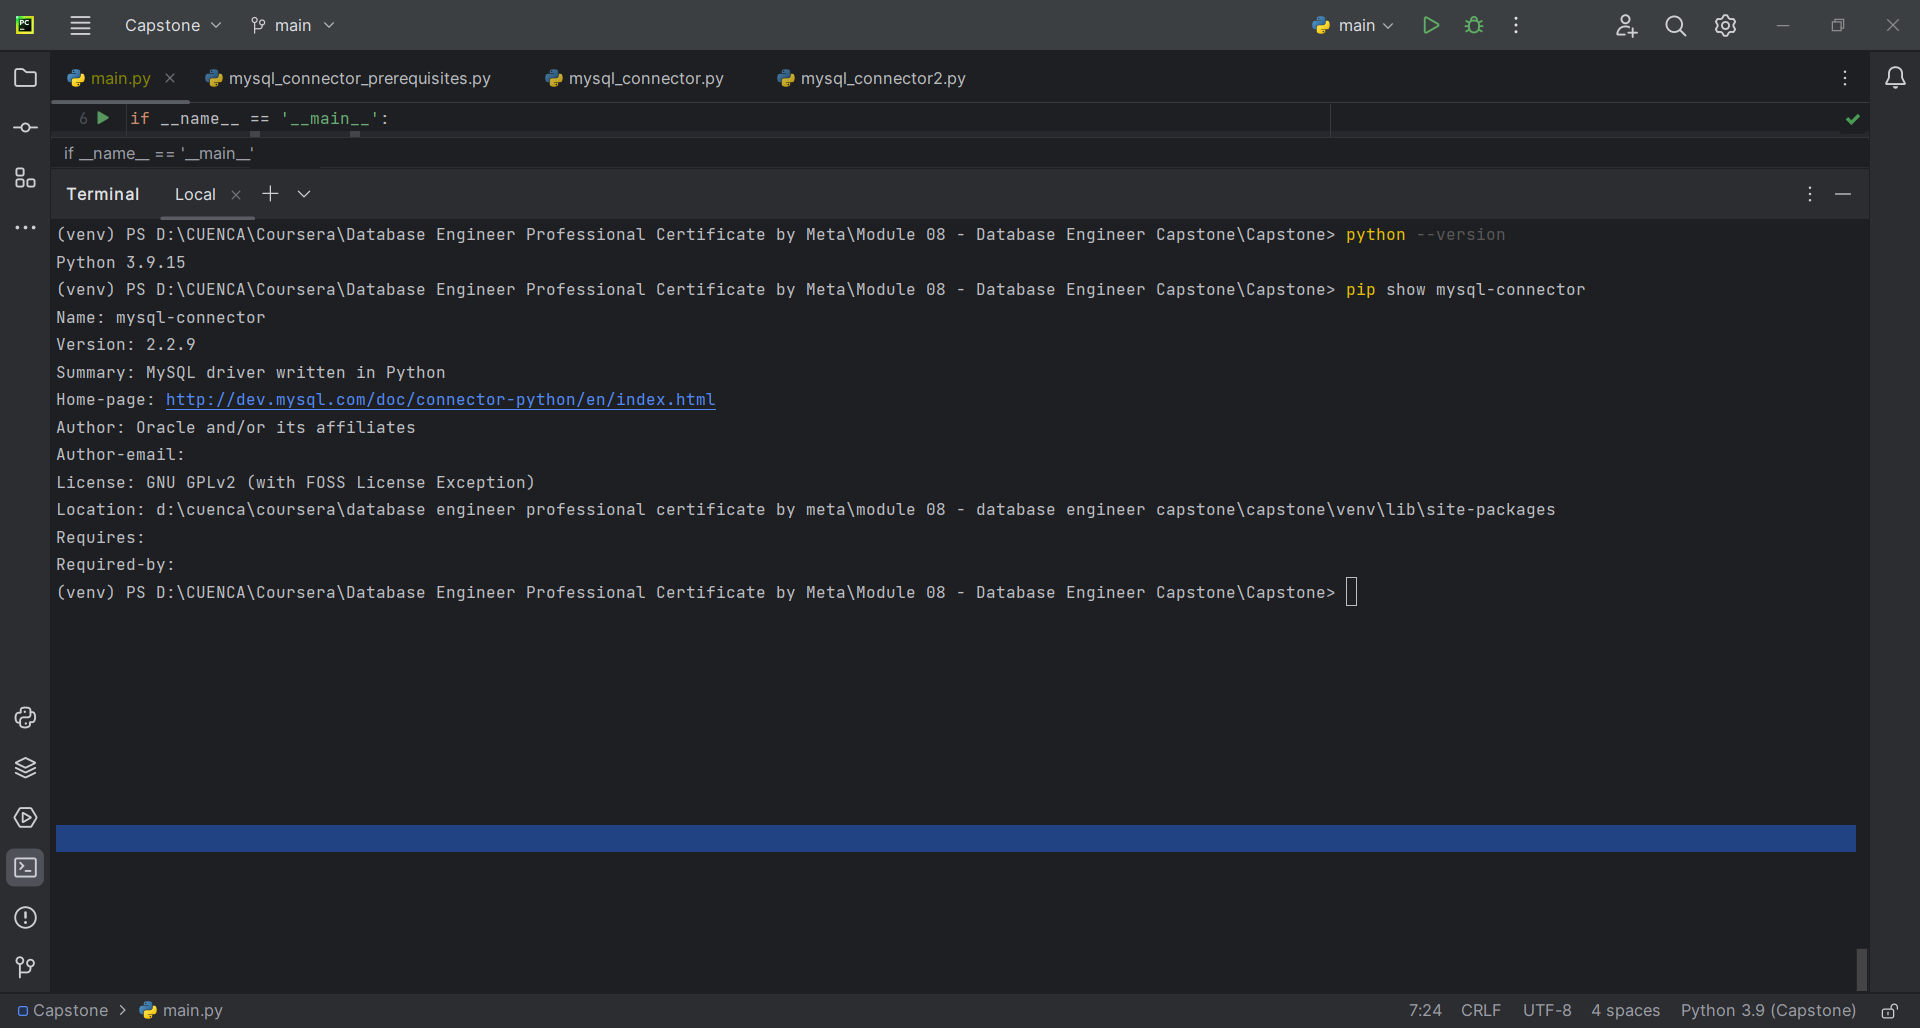 PC Capstone main main
main.py mysql_connector_prerequisites.py mysql_connector.py mysql_connector2.py
6 if __name__ == '__main__':
if __name__ == '__main__'
Terminal Local
(venv) PS D:\CUENCA\Coursera\Database Engineer Professional Certificate by Meta\Module 08 - Database Engineer Capstone\Capstone> python --version
Python 3.9.15
(venv) PS D:\CUENCA\Coursera\Database Engineer Professional Certificate by Meta\Module 08 - Database Engineer Capstone\Capstone> pip show mysql-connector
Name: mysql-connector
Version: 2.2.9
Summary: MySQL driver written in Python
Home-page: http://dev.mysql.com/doc/connector-python/en/index.html
Author: Oracle and/or its affiliates
Author-email:
License: GNU GPLv2 (with FOSS License Exception)
Location: d:\cuenca\coursera\database engineer professional certificate by meta\module 08 - database engineer capstone\capstone\venv\lib\site-packages
Requires:
Required-by:
(venv) PS D:\CUENCA\Coursera\Database Engineer Professional Certificate by Meta\Module 08 - Database Engineer Capstone\Capstone>
Capstone > main.py 7:24 CRLF UTF-8 4 spaces Python 3.9 (Capstone)